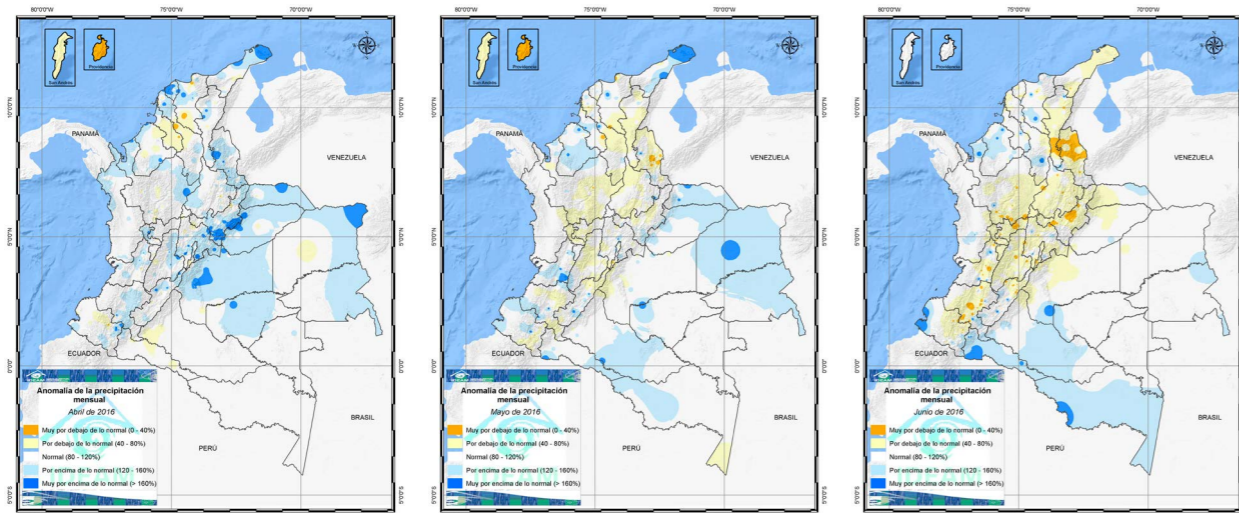 80°0'0"W 75°0'0"W 70°0'0"W
San Andrés
Providencia
10°0'0"N
PANAMÁ
VENEZUELA
5°0'0"N
ECUADOR
0°0'0"
Anomalía de la precipitación
mensual
Abril de 2016
Muy por debajo de lo normal (0 - 40%)
Por debajo de lo normal (40 - 80%)
Normal (80 - 120%)
Por encima de lo normal (120 - 160%)
Muy por encima de lo normal (> 160%)
IDEAM
PERÚ
BRASIL
5°0'0"S
80°0'0"W 75°0'0"W 70°0'0"W
San Andrés
Providencia
10°0'0"N
PANAMÁ
VENEZUELA
5°0'0"N
ECUADOR
0°0'0"
Anomalía de la precipitación
mensual
Mayo de 2016
Muy por debajo de lo normal (0 - 40%)
Por debajo de lo normal (40 - 80%)
Normal (80 - 120%)
Por encima de lo normal (120 - 160%)
Muy por encima de lo normal (> 160%)
IDEAM
PERÚ
BRASIL
5°0'0"S
80°0'0"W 75°0'0"W 70°0'0"W
San Andrés
Providencia
10°0'0"N
PANAMÁ
VENEZUELA
5°0'0"N
ECUADOR
0°0'0"
Anomalía de la precipitación
mensual
Junio de 2016
Muy por debajo de lo normal (0 - 40%)
Por debajo de lo normal (40 - 80%)
Normal (80 - 120%)
Por encima de lo normal (120 - 160%)
Muy por encima de lo normal (> 160%)
IDEAM
PERÚ
BRASIL
5°0'0"S